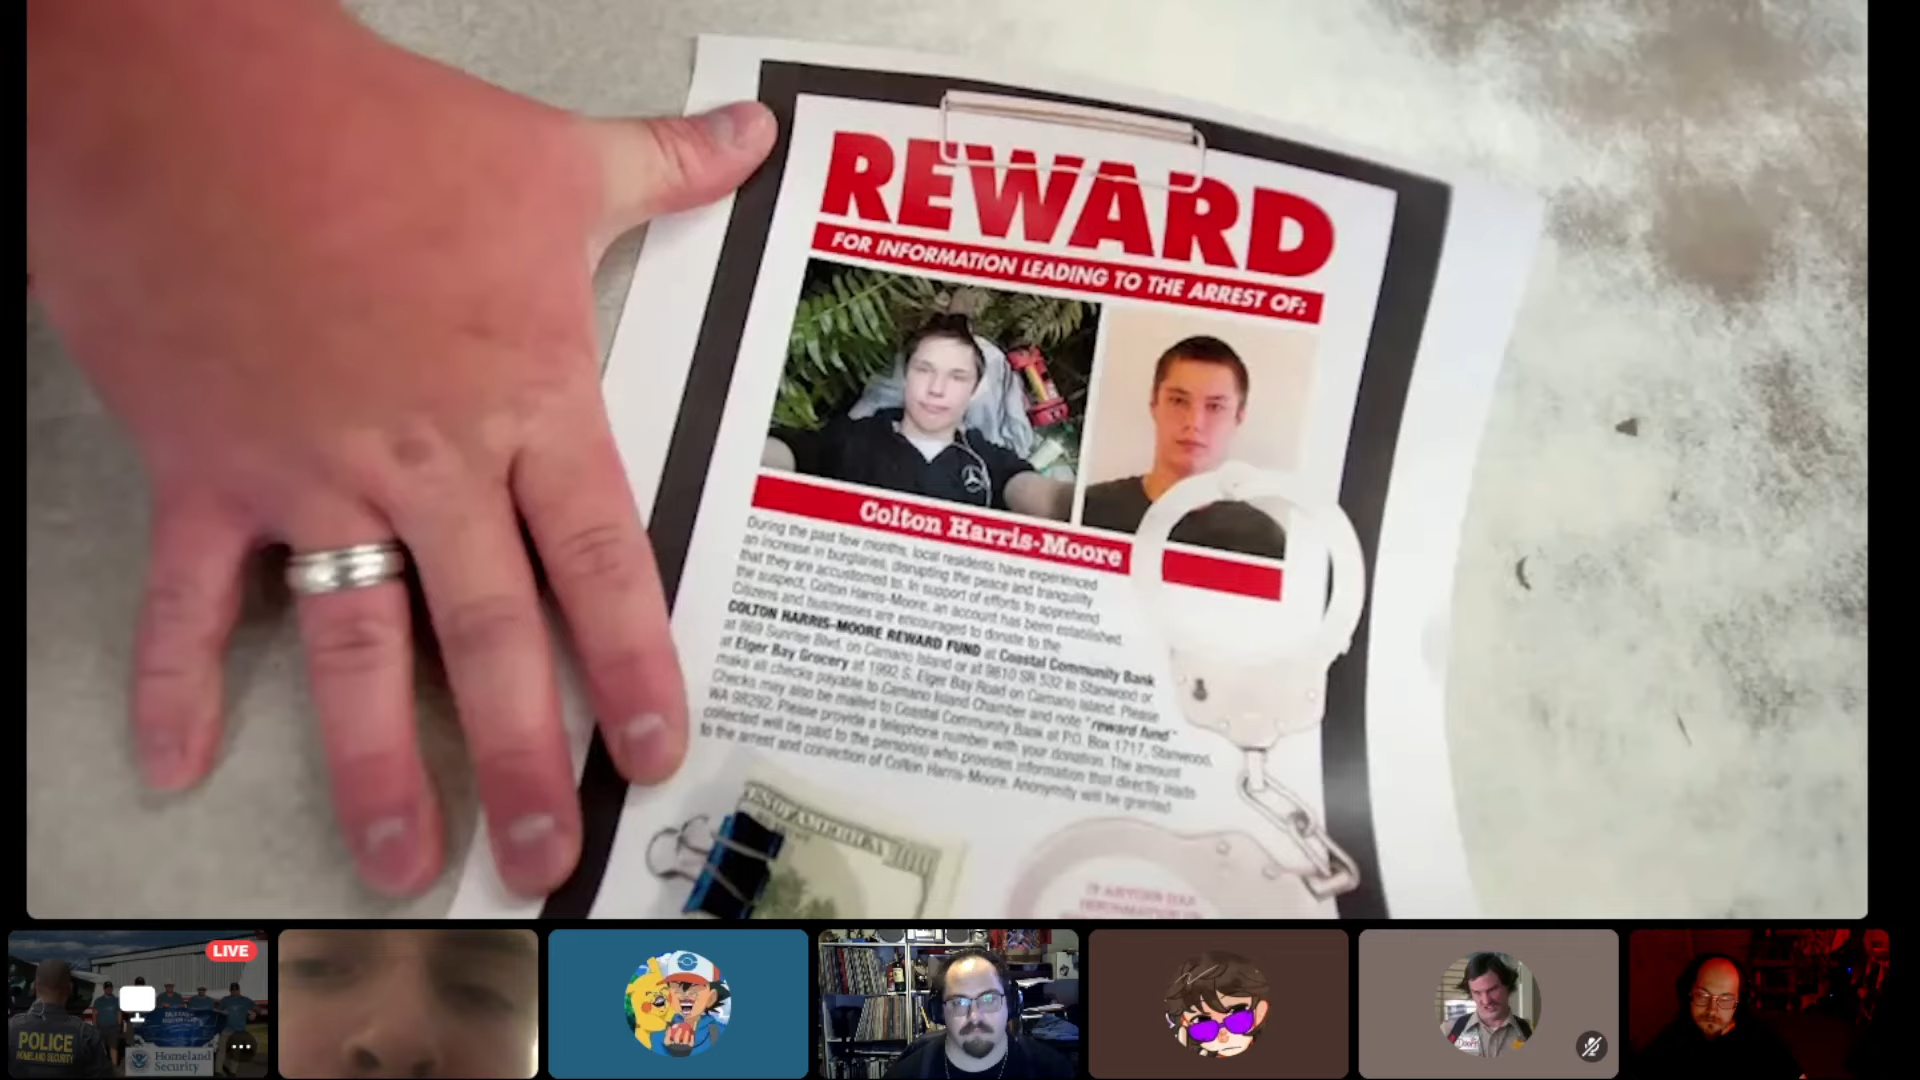 REWARD
FOR INFORMATION LEADING TO THE ARREST OF:
Colton Harris-Moore
During the past few months, local residents have experienced
an increase in burglaries, disrupting the peace and tranquility
that they are accustomed to. In support of efforts to apprehend
the suspect, Colton Harris-Moore, an account has been established.
Citizens and businesses are encouraged to donate to the
COLTON HARRIS-MOORE REWARD FUND at Coastal Community Bank
at 869 Sunrise Blvd. on Camano Island or at 9810 SR 532 in Stanwood or
at Elger Bay Grocery at 1992 S. Elger Bay Road on Camano Island. Please
make all checks payable to Camano Island Chamber and note "reward fund"
Checks may also be mailed to Coastal Community Bank at P.O. Box 1717, Stanwood,
WA 98292. Please provide a telephone number with your donation. The amount
collected will be paid to the person(s) who provides information that directly leads
to the arrest and conviction of Colton Harris-Moore. Anonymity will be granted
LIVE
POLICE
HOMELAND SECURITY
Homeland
Security